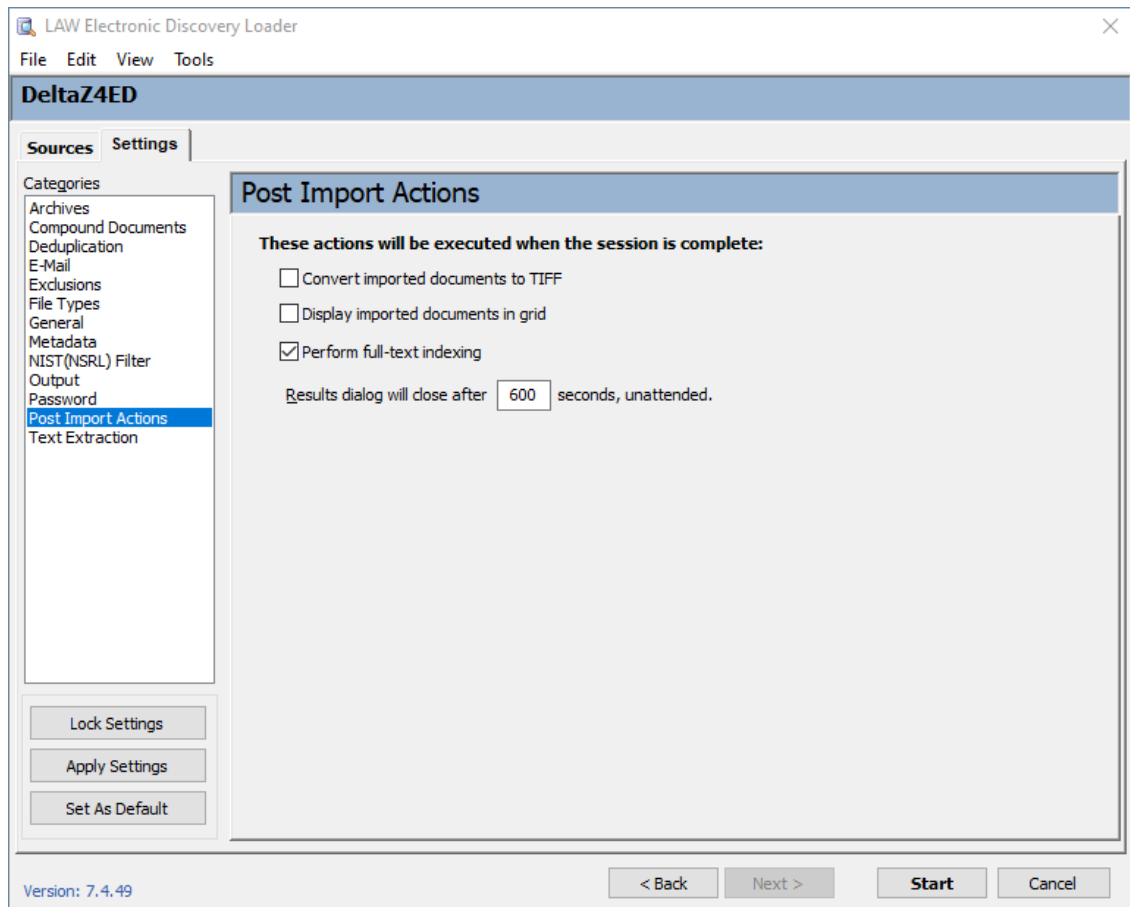 LAW Electronic Discovery Loader
File Edit View Tools
DeltaZ4ED
Sources Settings
Categories
Archives
Compound Documents
Deduplication
E-Mail
Exclusions
File Types
General
Metadata
NIST(NSRL) Filter
Output
Password
Post Import Actions
Text Extraction
Lock Settings
Apply Settings
Set As Default
Post Import Actions
These actions will be executed when the session is complete:
Convert imported documents to TIFF
Display imported documents in grid
Perform full-text indexing
Results dialog will close after 600 seconds, unattended.
Version: 7.4.49
< Back Next > Start Cancel